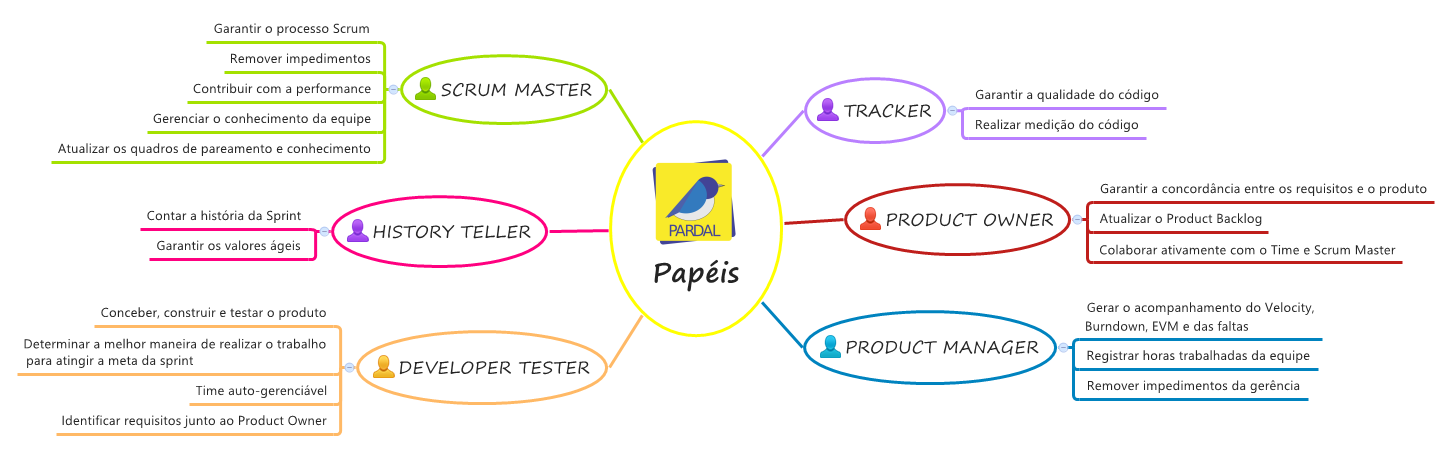 PARDAL
Papéis
SCRUM MASTER
Garantir o processo Scrum
Remover impedimentos
Contribuir com a performance
Gerenciar o conhecimento da equipe
Atualizar os quadros de pareamento e conhecimento
HISTORY TELLER
Contar a história da Sprint
Garantir os valores ágeis
DEVELOPER TESTER
Conceber, construir e testar o produto
Determinar a melhor maneira de realizar o trabalho
para atingir a meta da sprint
Time auto-gerenciável
Identificar requisitos junto ao Product Owner
TRACKER
Garantir a qualidade do código
Realizar medição do código
PRODUCT OWNER
Garantir a concordância entre os requisitos e o produto
Atualizar o Product Backlog
Colaborar ativamente com o Time e Scrum Master
PRODUCT MANAGER
Gerar o acompanhamento do Velocity,
Burndown, EVM e das faltas
Registrar horas trabalhadas da equipe
Remover impedimentos da gerência